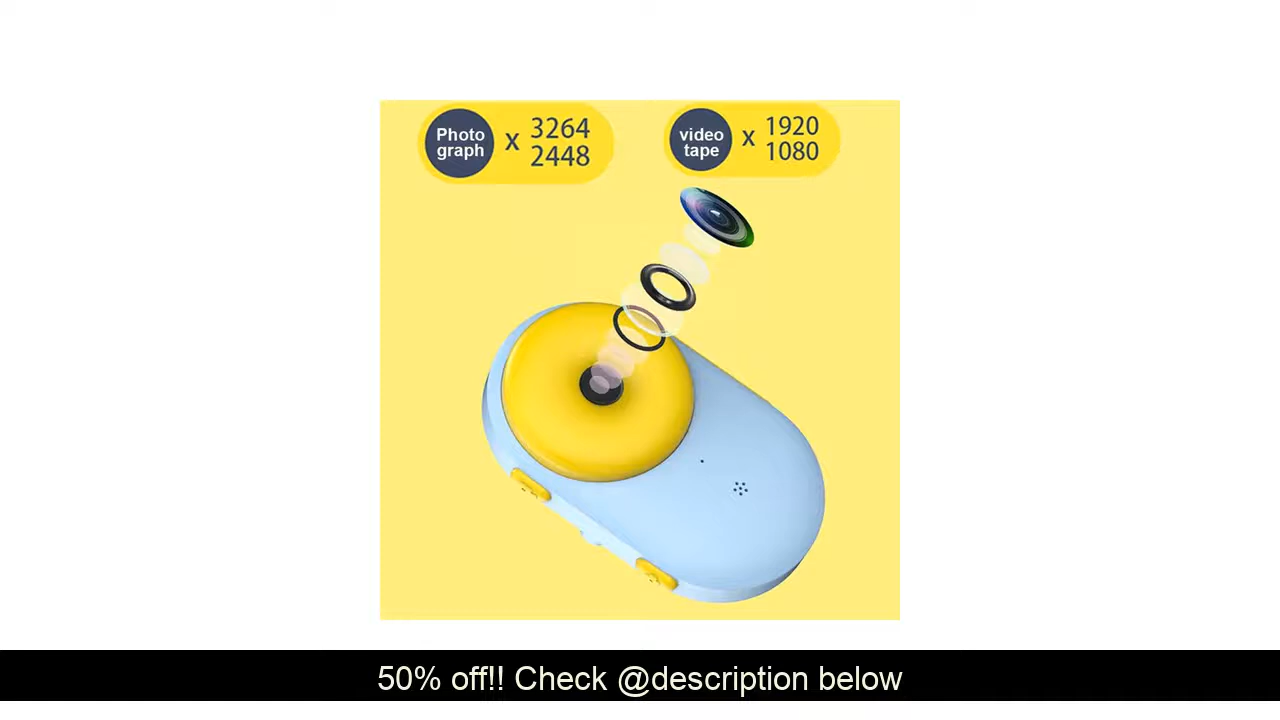 Photo
graph
X
3264
2448
video
tape
X
1920
1080
50% off!! Check @description below